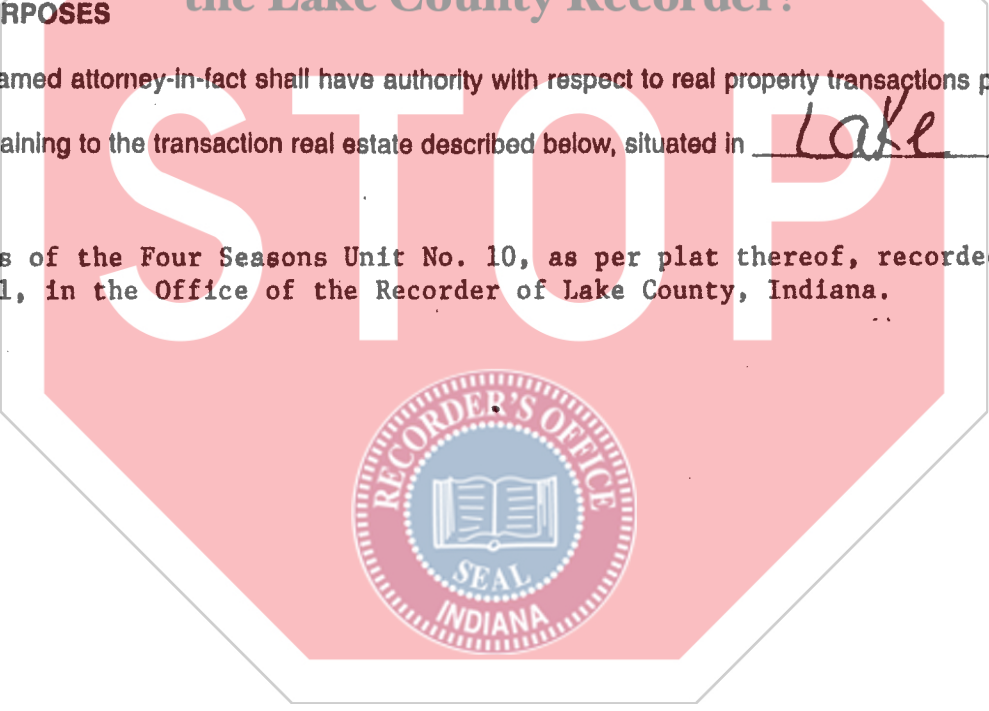 the Lake County Recorder!
RPOSES
amed attorney-in-fact shall have authority with respect to real property transactions p
aining to the transaction real estate described below, situated in Lake
STOP
s of the Four Seasons Unit No. 10, as per plat thereof, recorde
1, in the Office of the Recorder of Lake County, Indiana.
RECORDER'S OFFICE
SEAL
INDIANA